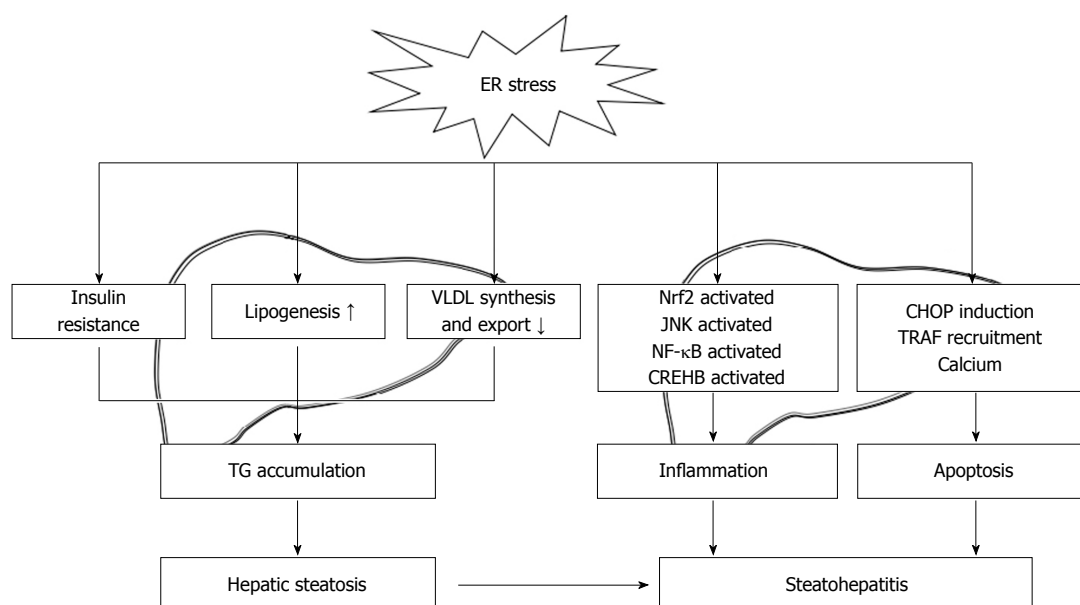 ER stress
Insulin
resistance
Lipogenesis ↑
VLDL synthesis
and export ↓
Nrf2 activated
JNK activated
NF-κB activated
CREHB activated
CHOP induction
TRAF recruitment
Calcium
TG accumulation
Inflammation
Apoptosis
Hepatic steatosis
Steatohepatitis